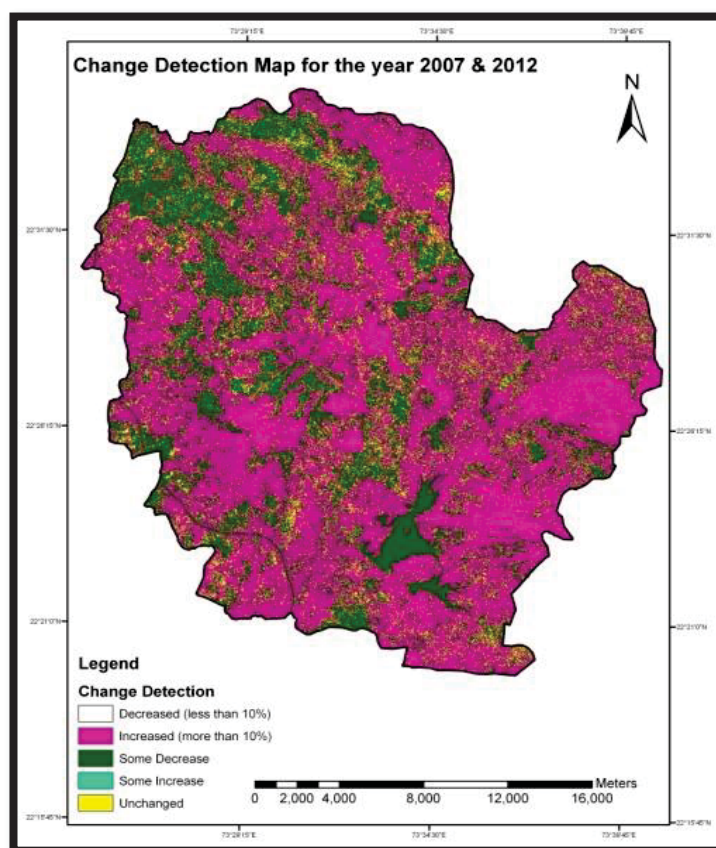 73°29'15"E 73°34'30"E 73°39'45"E
Change Detection Map for the year 2007 & 2012
N
22°31'30"N 22°31'30"N
22°26'15"N 22°26'15"N
22°21'0"N 22°21'0"N
Legend
Change Detection
Decreased (less than 10%)
Increased (more than 10%)
Some Decrease
Some Increase
Unchanged
Meters
0 2,000 4,000 8,000 12,000 16,000
22°15'45"N 22°15'45"N
73°29'15"E 73°34'30"E 73°39'45"E